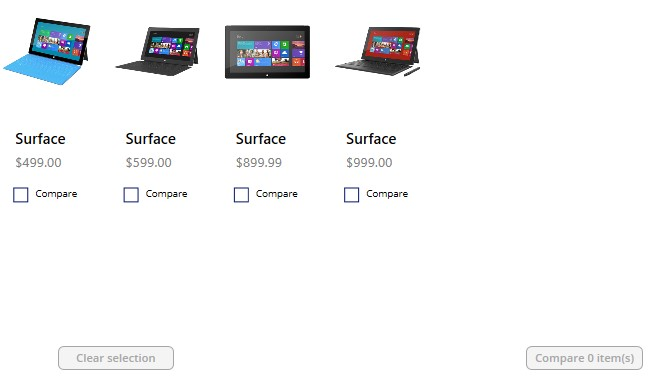 Surface Surface Surface Surface
$499.00 $599.00 $899.99 $999.00
Compare Compare Compare Compare
Clear selection Compare 0 item(s)